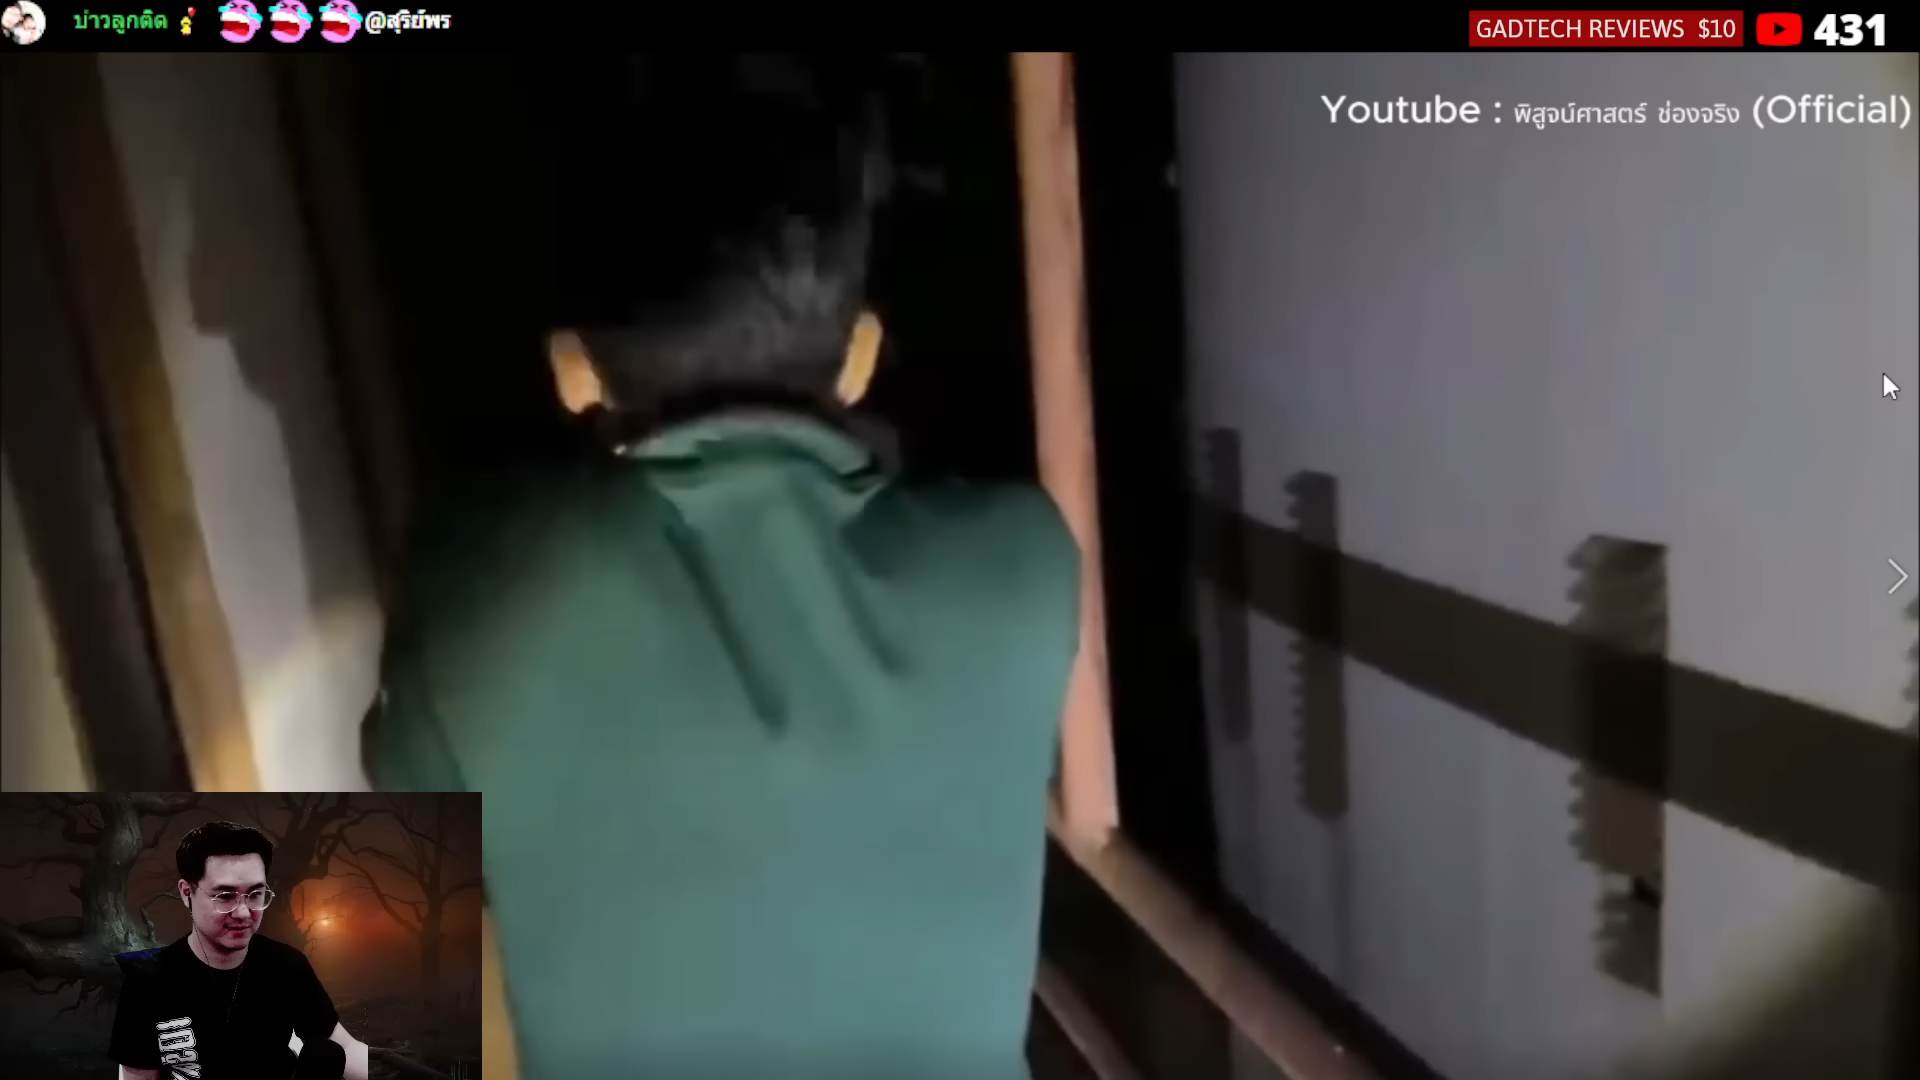 บ่าวลูกติด @สุริย์พร
GADTECH REVIEWS $10 431
Youtube : พิสูจน์ศาสตร์ ช่องจริง (Official)